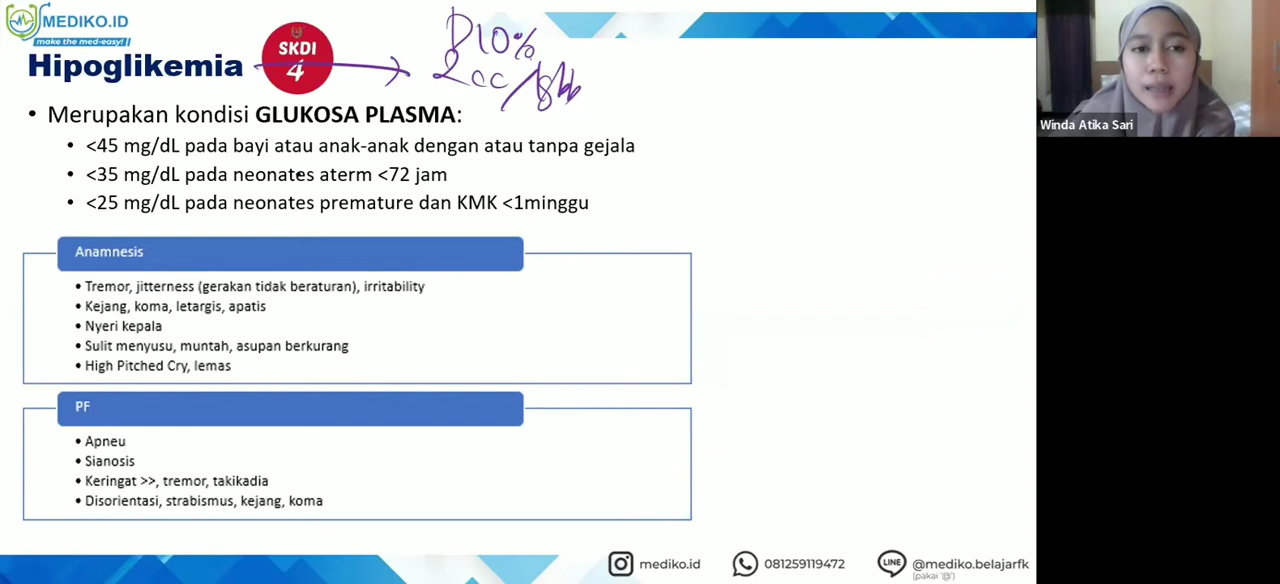 MEDIKO.ID
make the med-easy!
Hipoglikemia
SKDI
4
D10%
2cc/
• Merupakan kondisi GLUKOSA PLASMA:
• <45 mg/dL pada bayi atau anak-anak dengan atau tanpa gejala
• <35 mg/dL pada neonates aterm <72 jam
• <25 mg/dL pada neonates premature dan KMK <1minggu
Anamnesis
• Tremor, jitterness (gerakan tidak beraturan), irritability
• Kejang, koma, letargis, apatis
• Nyeri kepala
• Sulit menyusu, muntah, asupan berkurang
• High Pitched Cry, lemas
PF
• Apneu
• Sianosis
• Keringat >>, tremor, takikadia
• Disorientasi, strabismus, kejang, koma
mediko.id
081259119472
LINE
@mediko.belajarfk
(pakai '@')
Winda Atika Sari